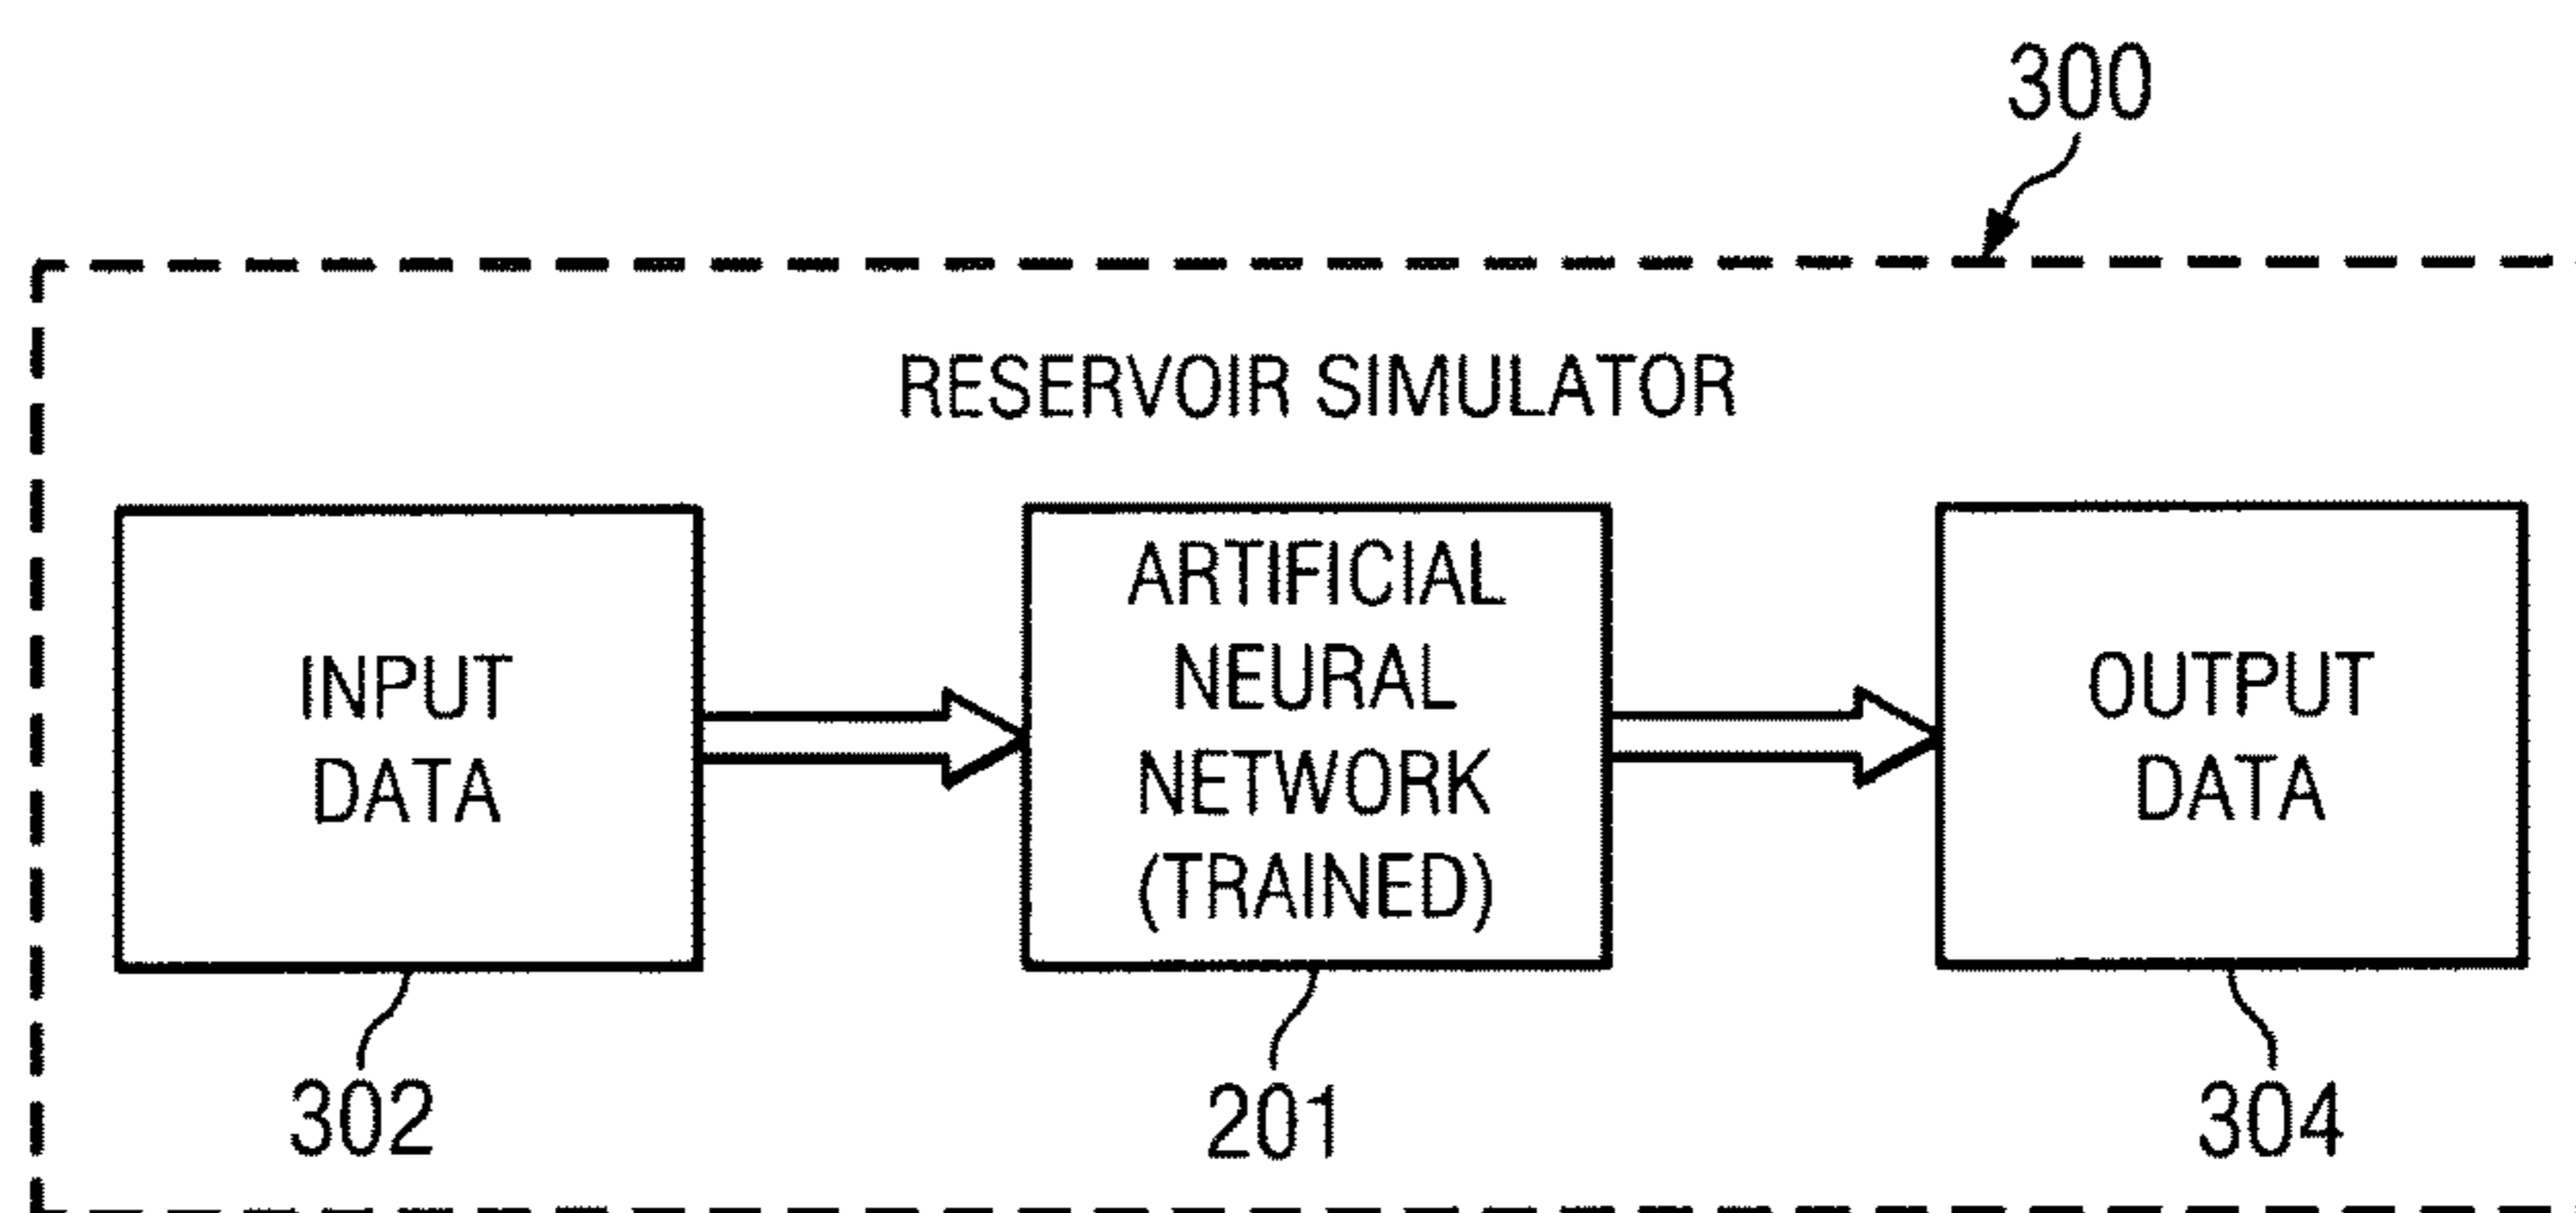 300
RESERVOIR SIMULATOR
INPUT
DATA
ARTIFICIAL
NEURAL
NETWORK
(TRAINED)
OUTPUT
DATA
302
201
304